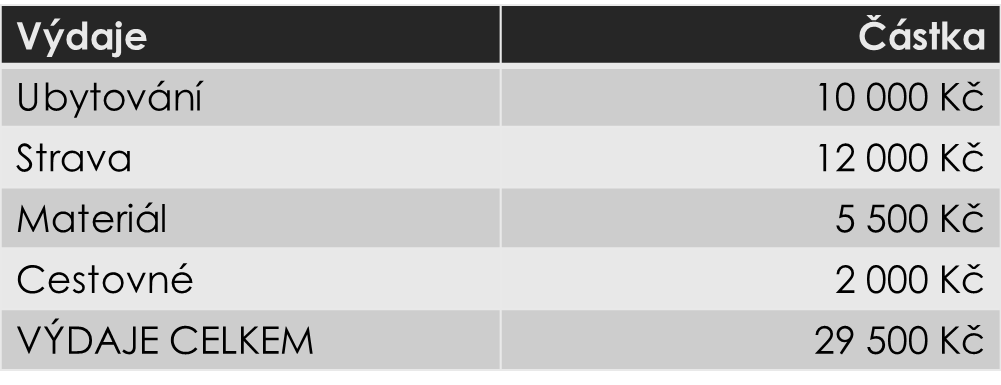 Výdaje Částka
Ubytování 10 000 Kč
Strava 12 000 Kč
Materiál 5 500 Kč
Cestovné 2 000 Kč
VÝDAJE CELKEM 29 500 Kč